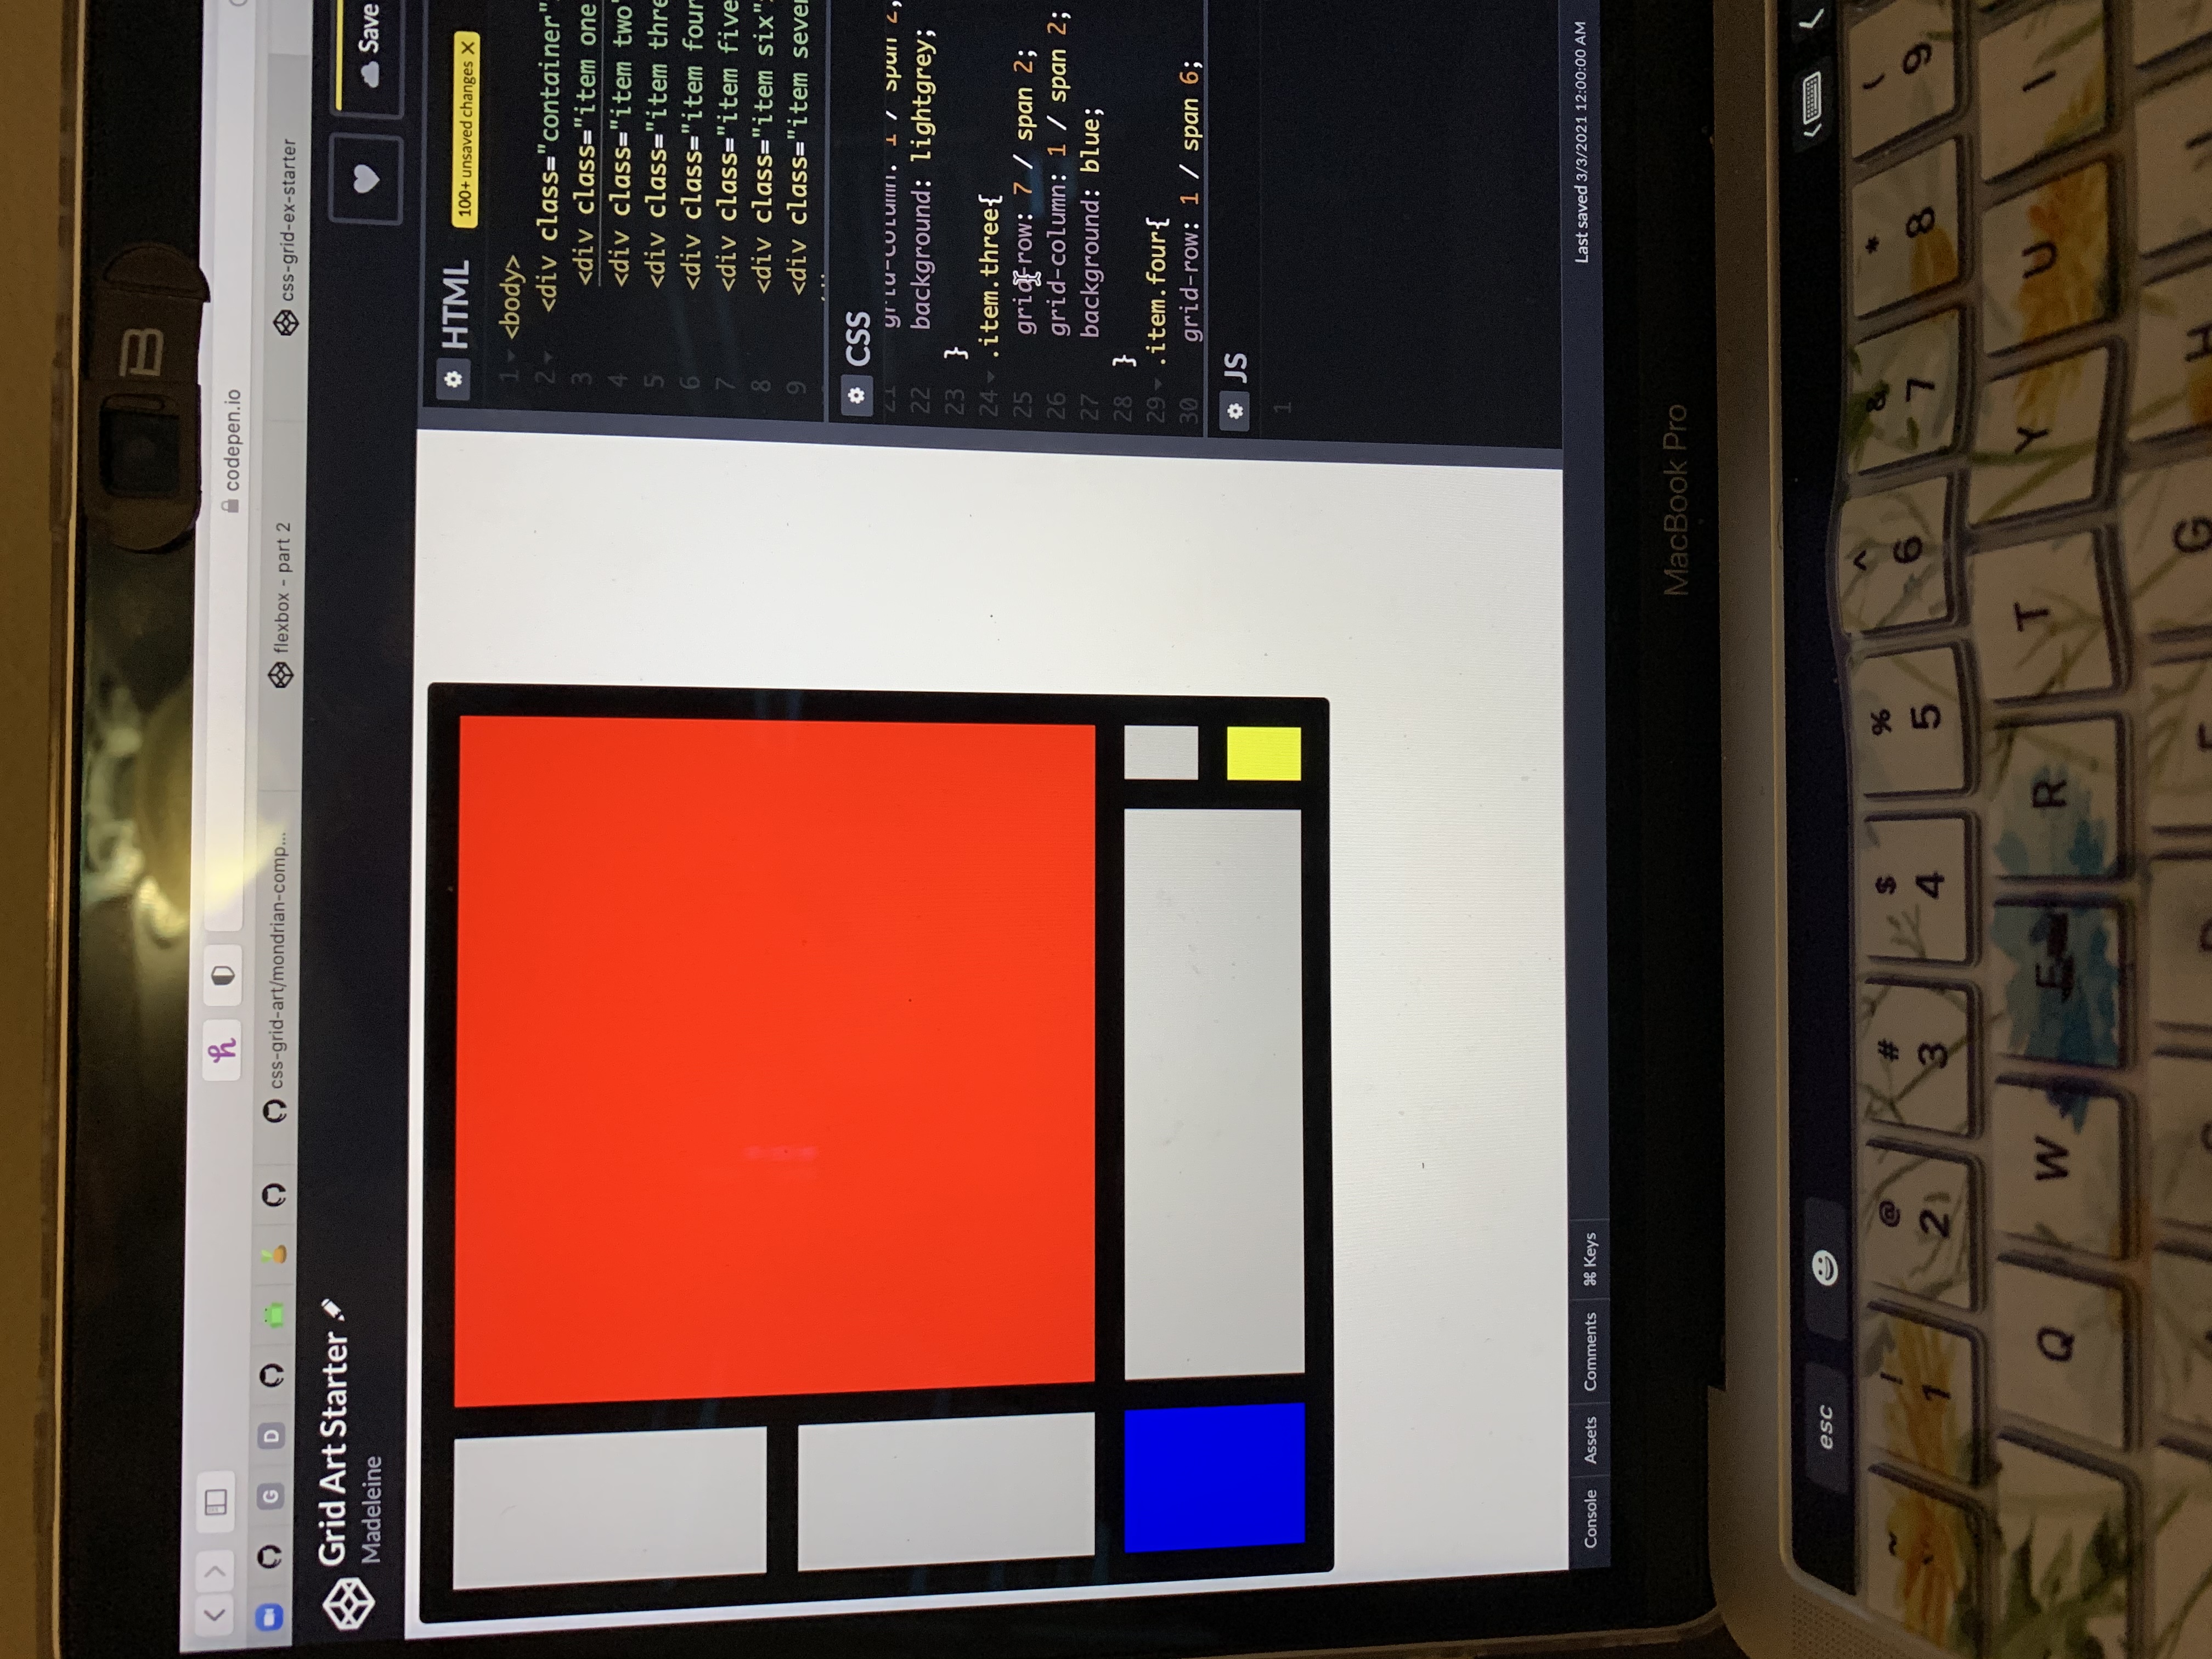 B
h
codepen.io
G
D
css-grid-art/mondrian-comp...
flexbox - part 2
css-grid-ex-starter
Grid Art Starter
Madeleine
Save
HTML
100+ unsaved changes X
1 <body>
2 <div class="container"
3 <div class="item one
4 <div class="item two"
5 <div class="item thre
6 <div class="item four
7 <div class="item five
8 <div class="item six"
9 <div class="item seve
CSS
21 grid-column: 1 / span 2;
22 background: lightgrey;
23 }
24 .item.three{
25 grid-row: 7 / span 2;
26 grid-column: 1 / span 2;
27 background: blue;
28 }
29 .item.four{
30 grid-row: 1 / span 6;
JS
1
Console Assets Comments ⌘ Keys
Last saved 3/3/2021 12:00:00 AM
MacBook Pro
esc
~ ! @ # $ % ^ & * (
` 1 2 3 4 5 6 7 8 9
Q W E R T Y U I
G H